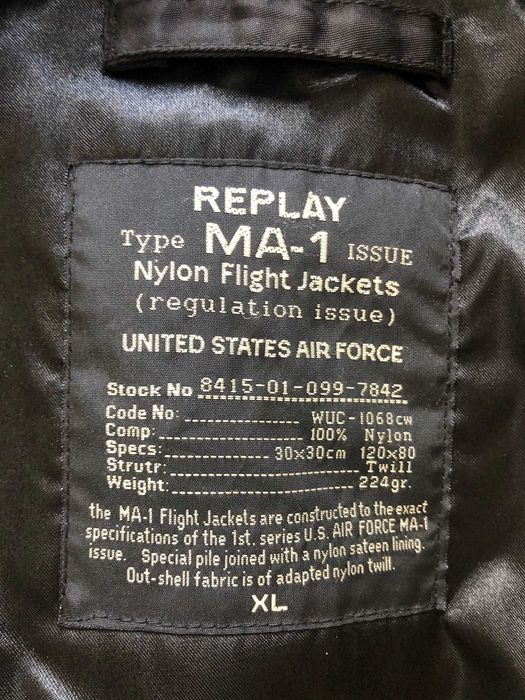 REPLAY
Type MA-1 ISSUE
Nylon Flight Jackets
(regulation issue)
UNITED STATES AIR FORCE
Stock No 8415-01-099-7842
Code No: WUC-1068cw
Comp: 100% Nylon
Specs: 30x30cm 120x80
Strutr: Twill
Weight: 224gr.
the MA-1 Flight Jackets are constructed to the exact
specifications of the 1st. series U.S. AIR FORCE MA-1
issue. Special pile joined with a nylon sateen lining.
Out-shell fabric is of adapted nylon twill.
XL